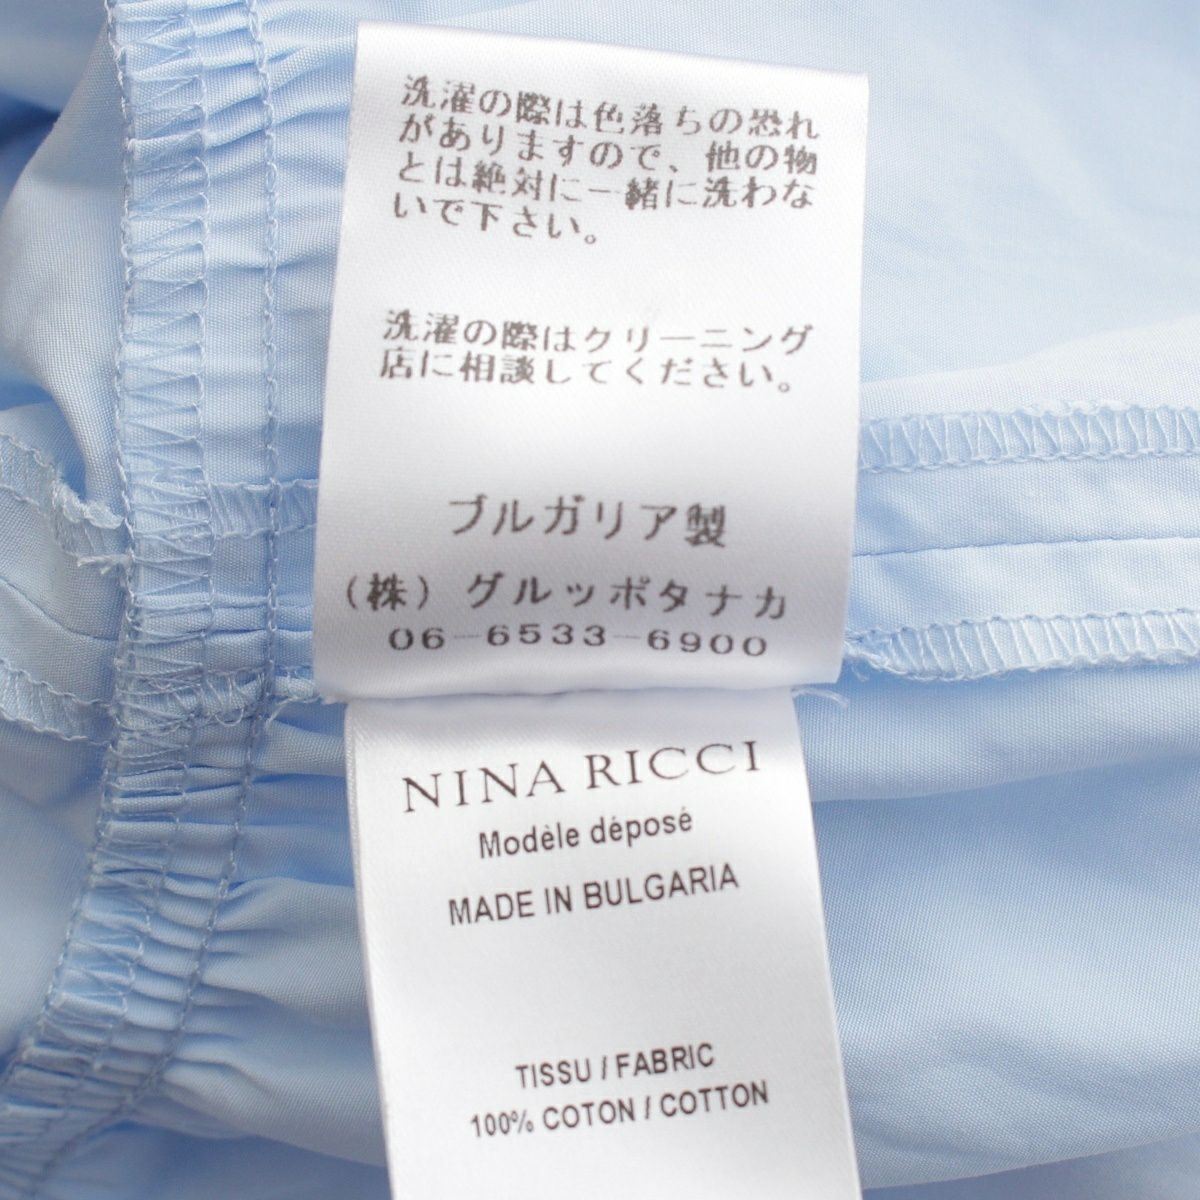 洗濯の際は色落ちの恐れ
がありますので、他の物
とは絶対に一緒に洗わな
いで下さい。
洗濯の際はクリーニング
店に相談してください。
ブルガリア製
（株）グルッポタナカ
06-6533-6900
NINA RICCI
Modèle déposé
MADE IN BULGARIA
TISSU / FABRIC
100% COTON / COTTON